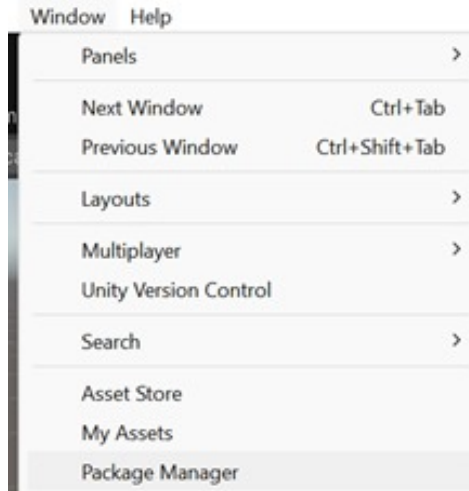 Window Help
Panels
Next Window Ctrl+Tab
Previous Window Ctrl+Shift+Tab
Layouts
Multiplayer
Unity Version Control
Search
Asset Store
My Assets
Package Manager